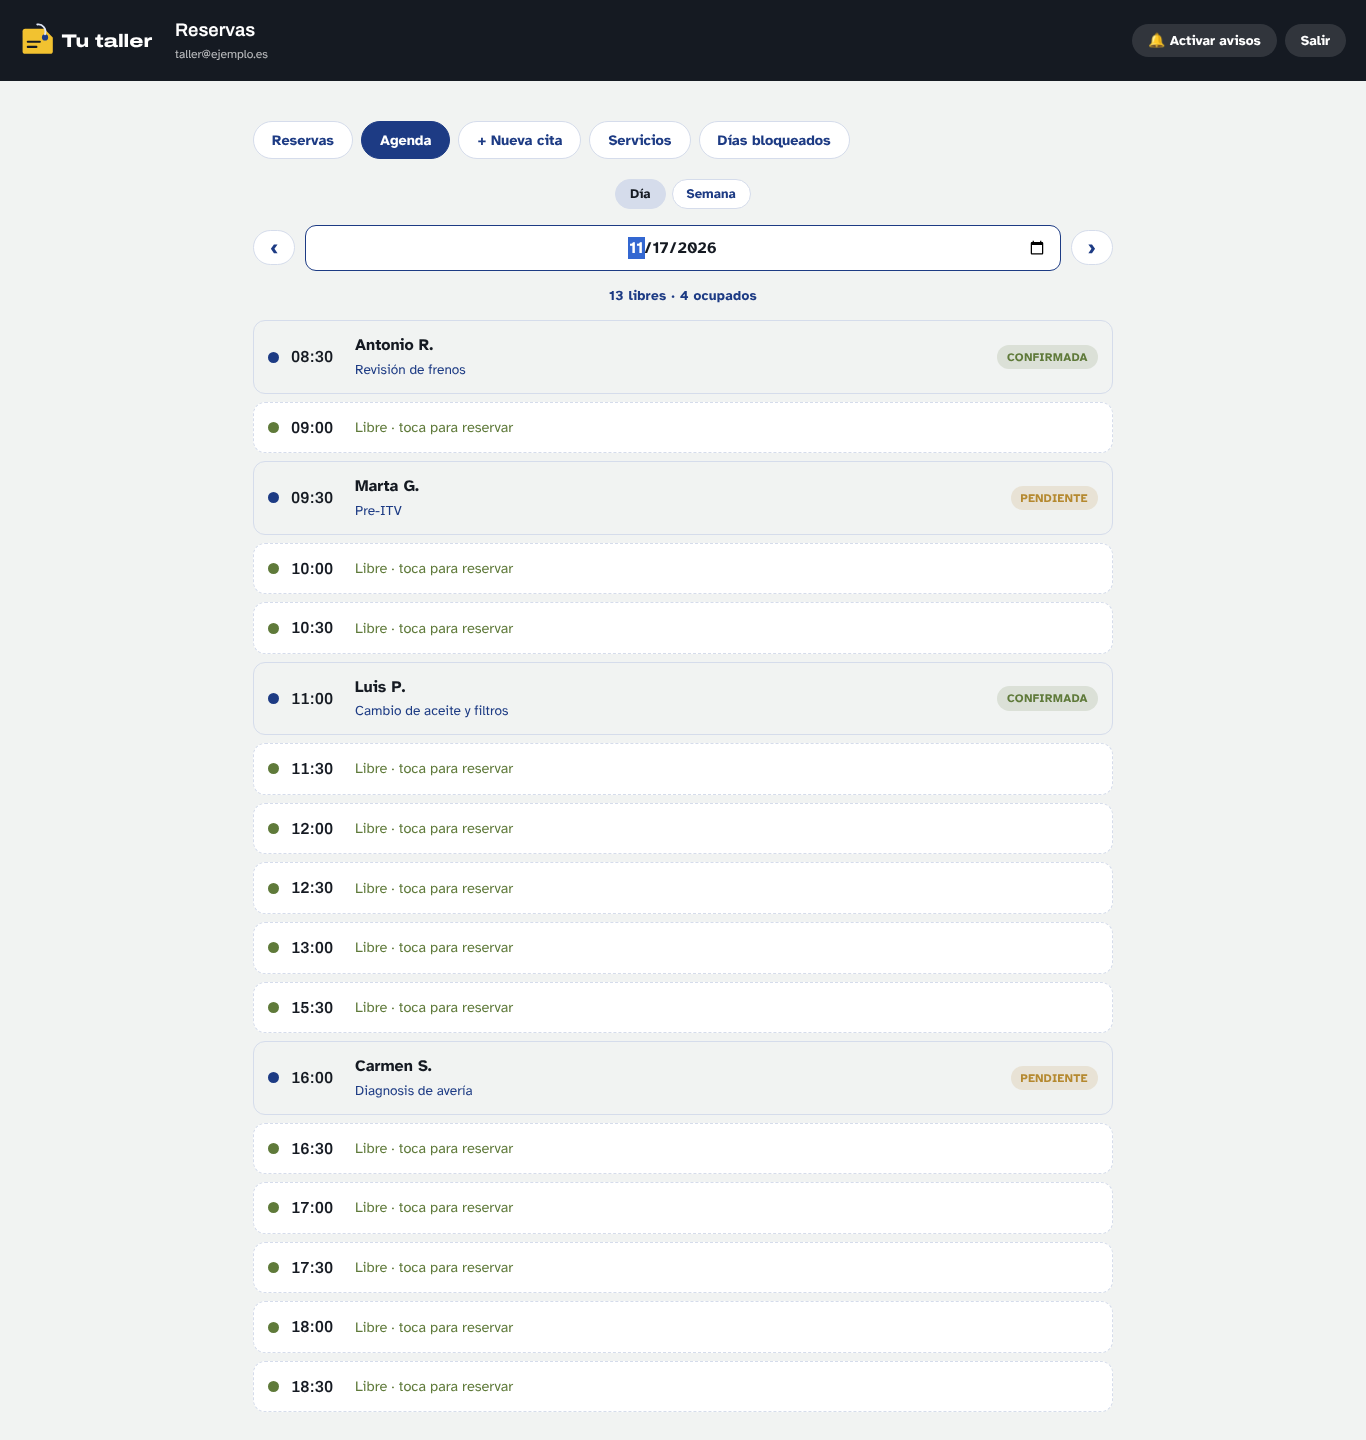 Tu taller
Reservas
taller@ejemplo.es
🔔 Activar avisos
Salir
Reservas
Agenda
+ Nueva cita
Servicios
Días bloqueados
Día
Semana
‹
11/17/2026
›
13 libres · 4 ocupados
08:30
Antonio R.
Revisión de frenos
CONFIRMADA
09:00
Libre · toca para reservar
09:30
Marta G.
Pre-ITV
PENDIENTE
10:00
Libre · toca para reservar
10:30
Libre · toca para reservar
11:00
Luis P.
Cambio de aceite y filtros
CONFIRMADA
11:30
Libre · toca para reservar
12:00
Libre · toca para reservar
12:30
Libre · toca para reservar
13:00
Libre · toca para reservar
15:30
Libre · toca para reservar
16:00
Carmen S.
Diagnosis de avería
PENDIENTE
16:30
Libre · toca para reservar
17:00
Libre · toca para reservar
17:30
Libre · toca para reservar
18:00
Libre · toca para reservar
18:30
Libre · toca para reservar